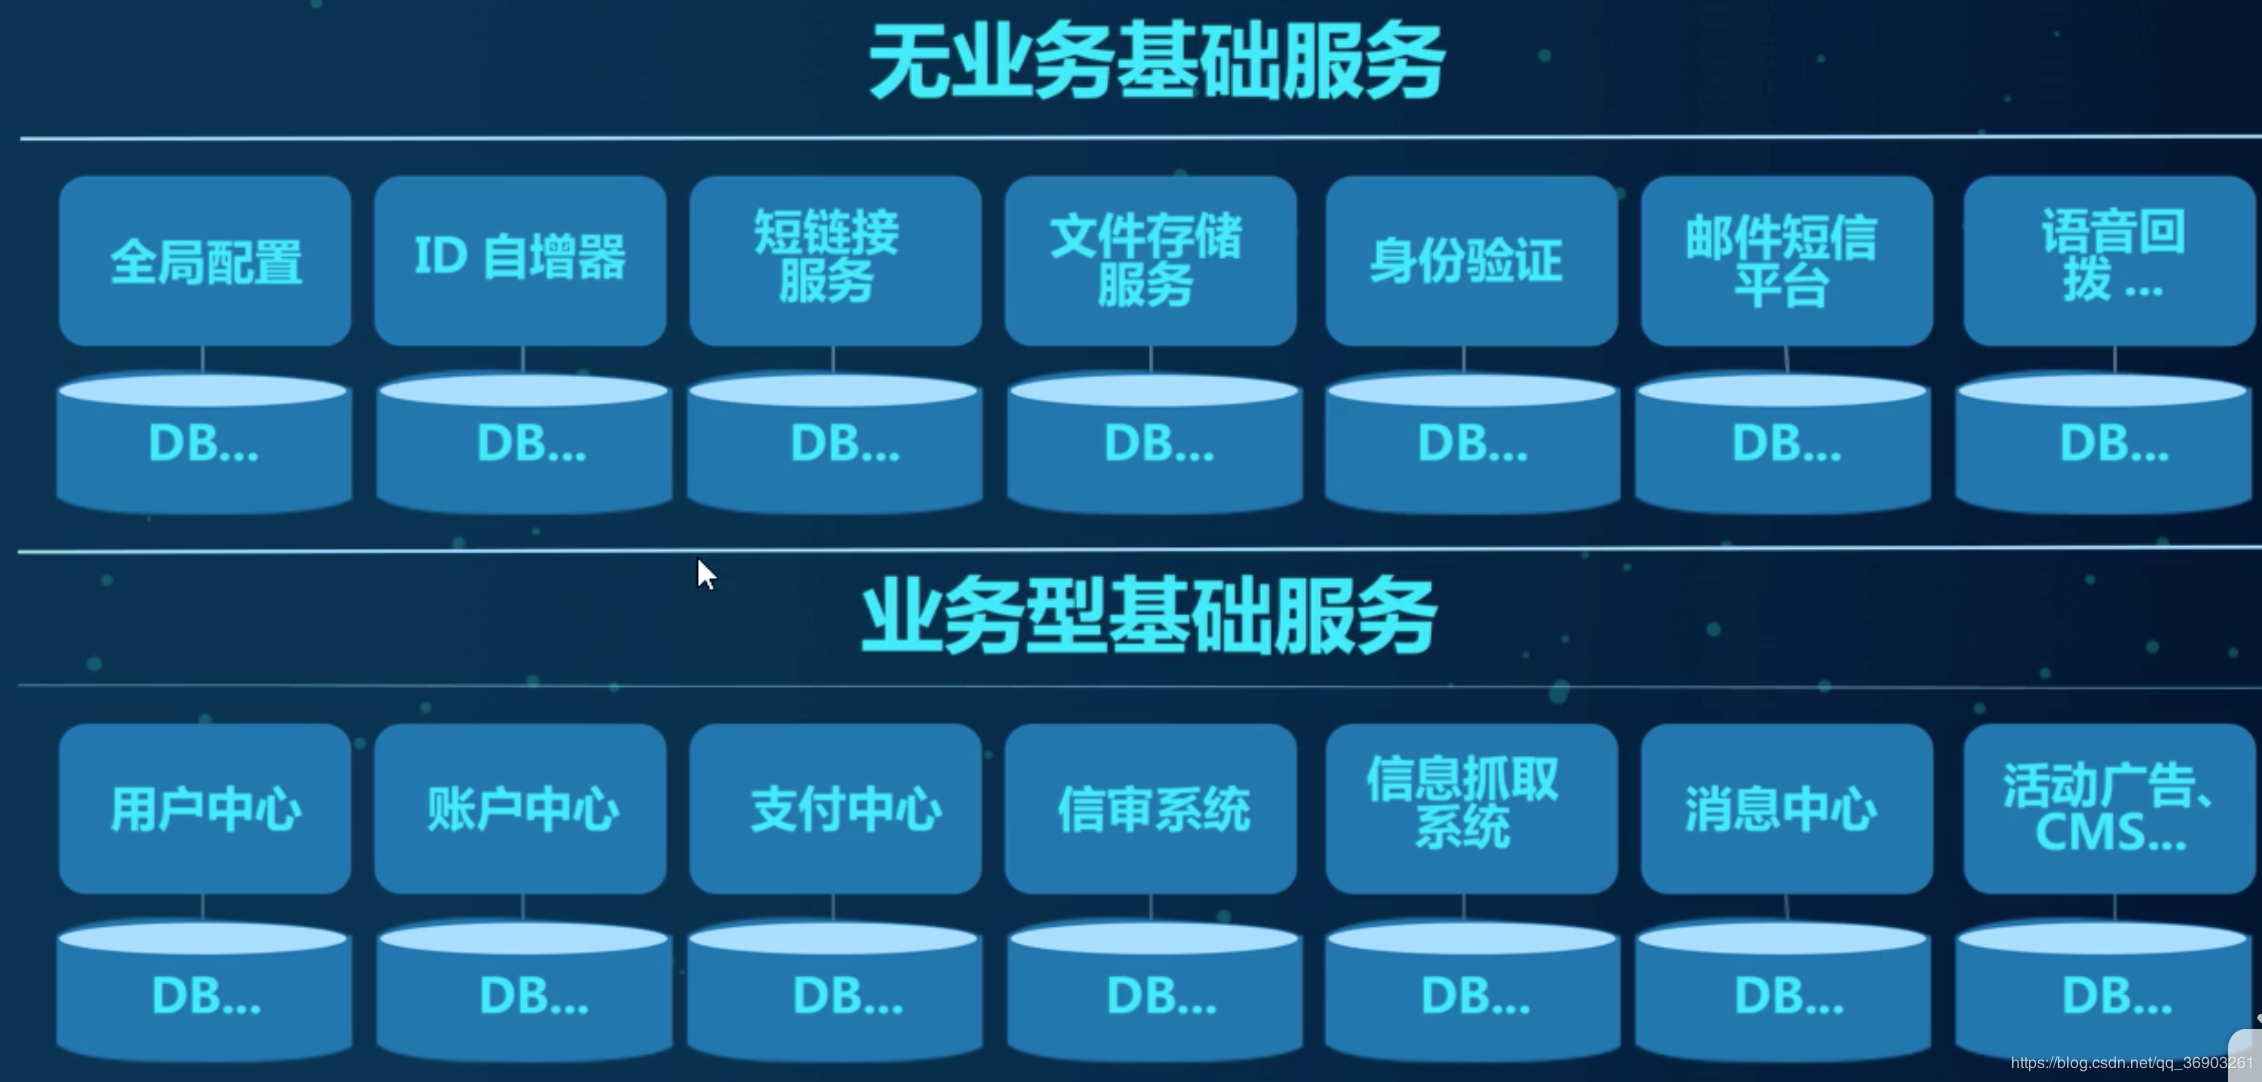 无业务基础服务
全局配置
ID 自增器
短链接
服务
文件存储
服务
身份验证
邮件短信
平台
语音回
拨 ...
DB...
DB...
DB...
DB...
DB...
DB...
DB...
业务型基础服务
用户中心
账户中心
支付中心
信审系统
信息抓取
系统
消息中心
活动广告、
CMS...
DB...
DB...
DB...
DB...
DB...
DB...
DB...
https://blog.csdn.net/qq_36903261